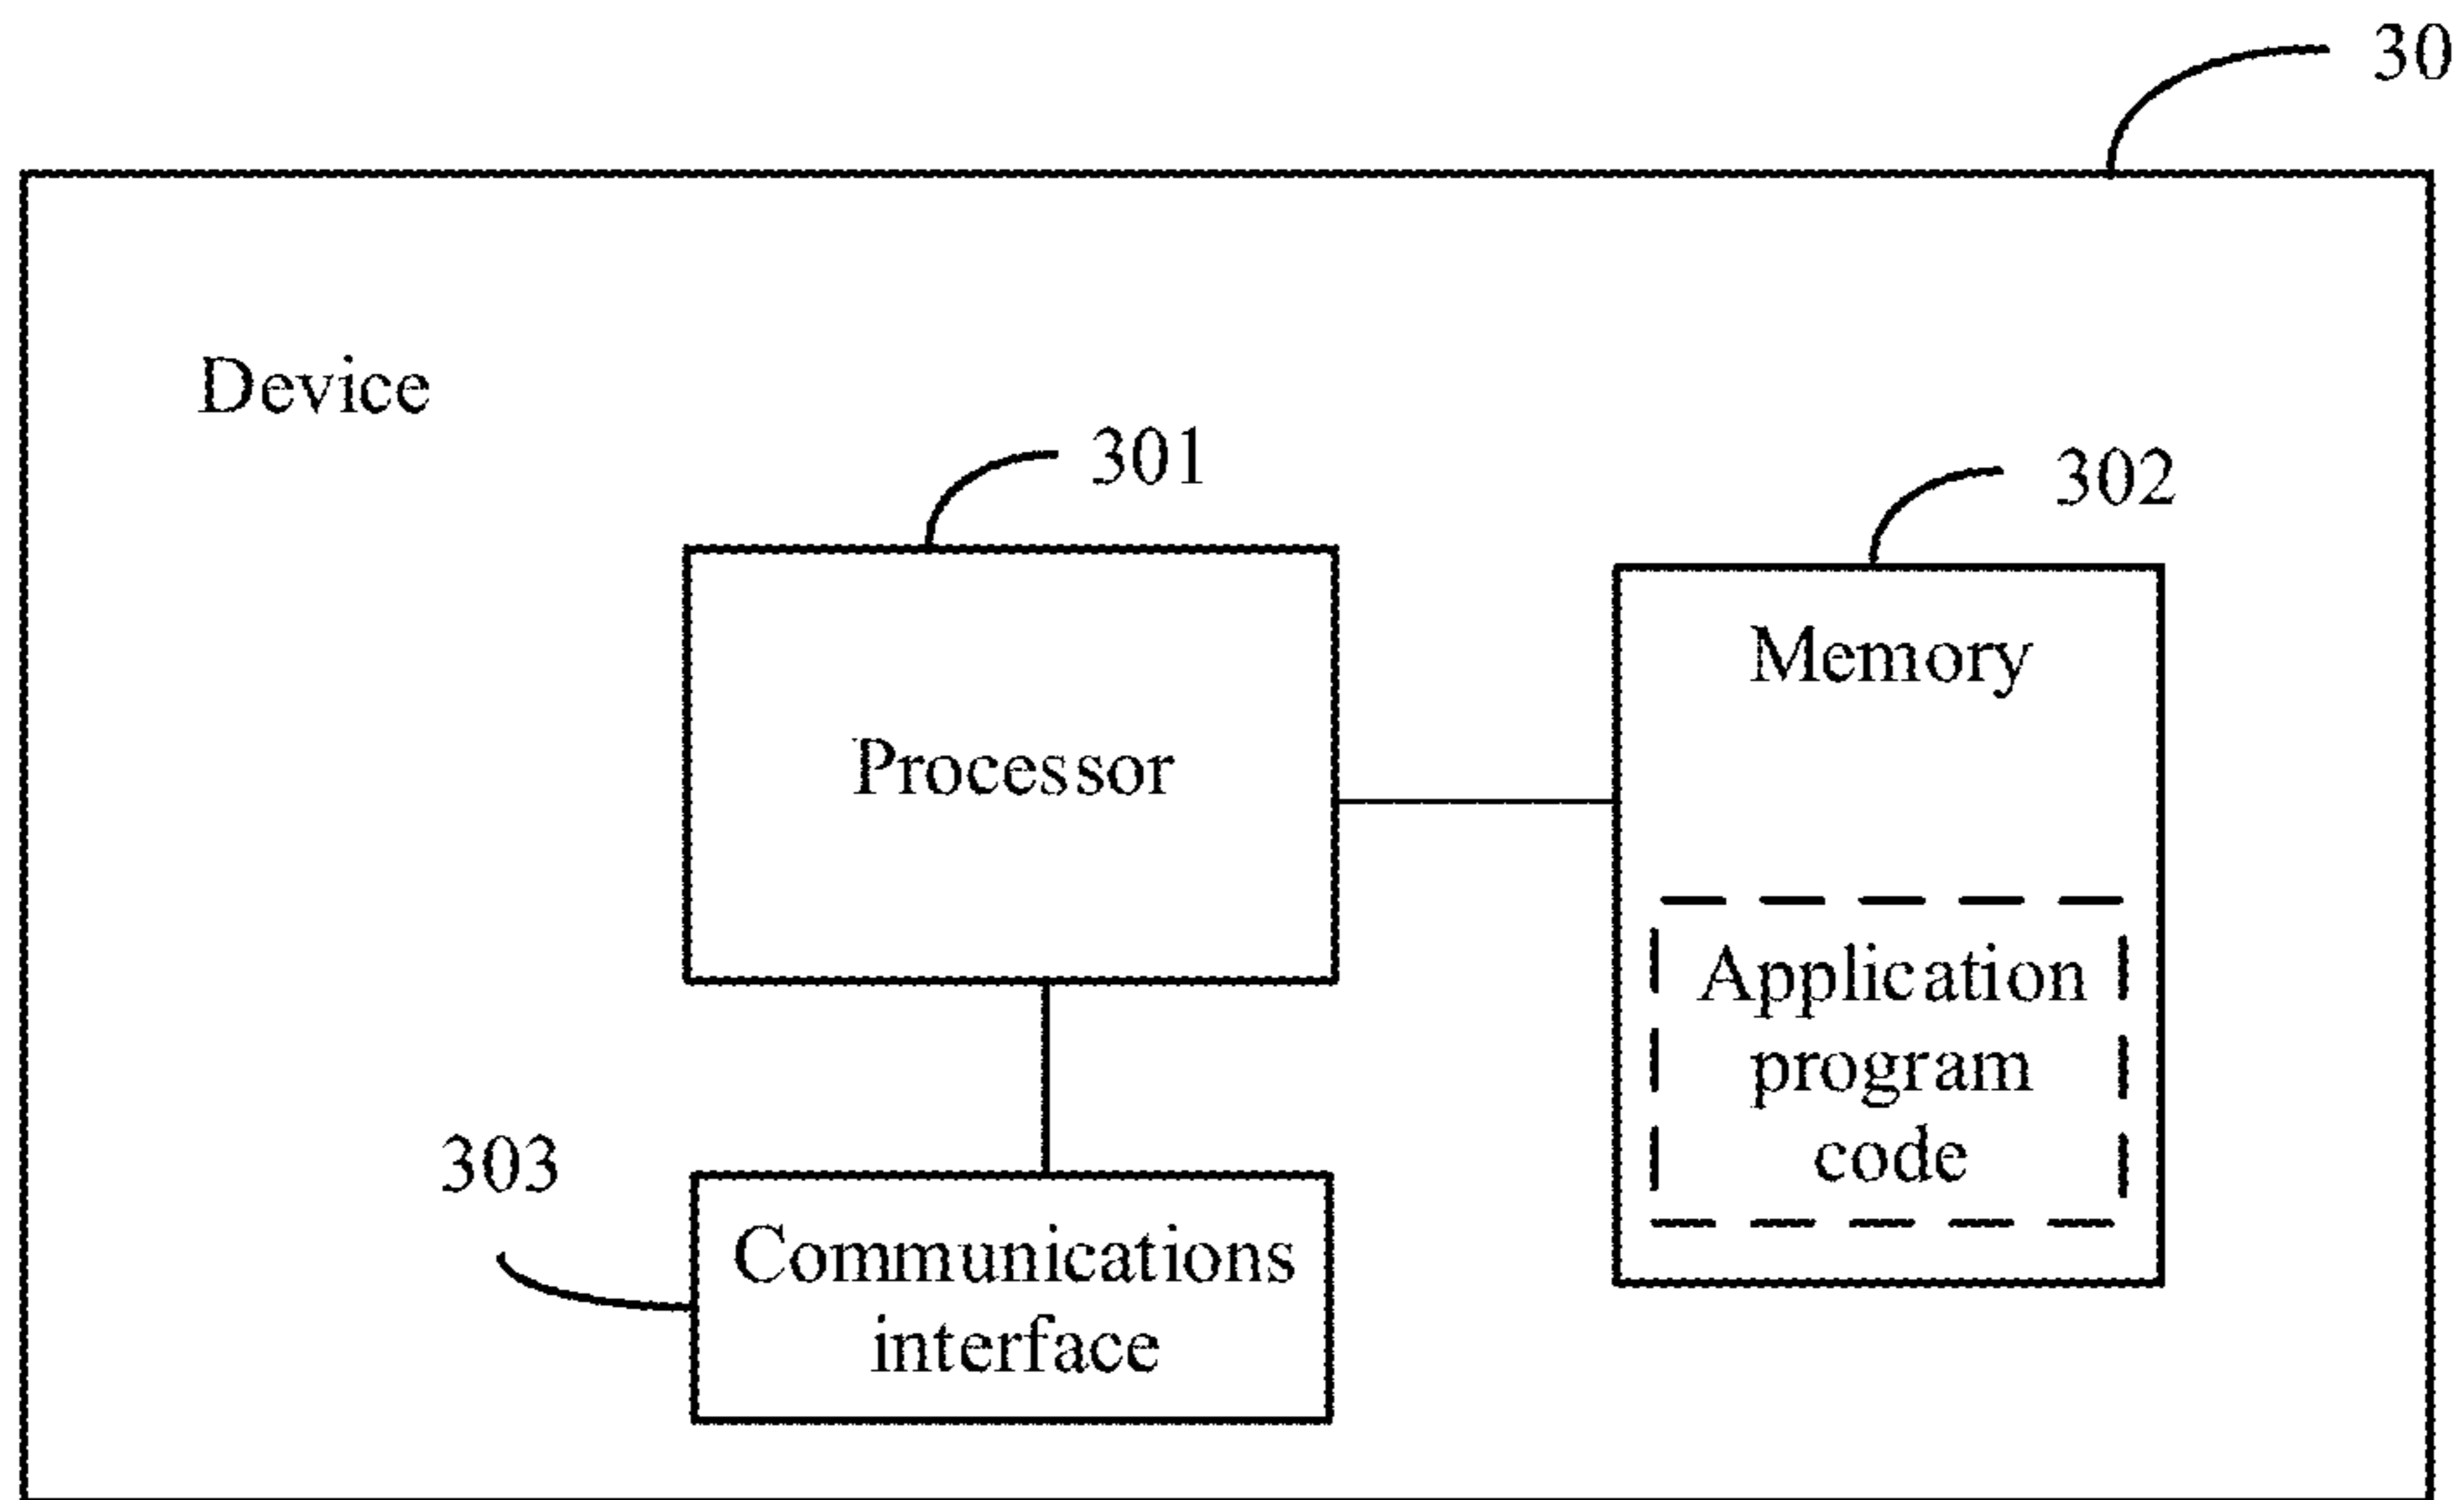 30
Device
301
302
Memory
Processor
Application
program
code
303
Communications
interface